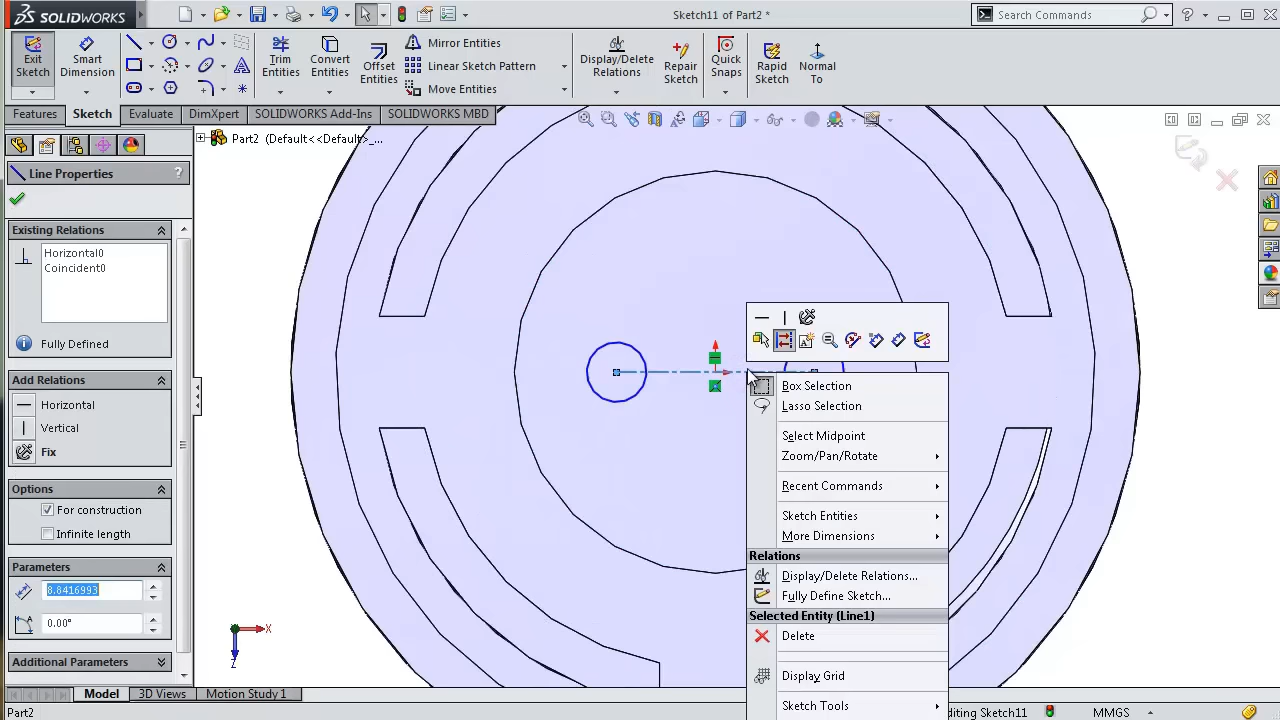 SOLIDWORKS
Sketch11 of Part2 *
Search Commands
Exit Sketch
Smart Dimension
Trim Entities
Convert Entities
Offset Entities
Mirror Entities
Linear Sketch Pattern
Move Entities
Display/Delete Relations
Repair Sketch
Quick Snaps
Rapid Sketch
Normal To
Features
Sketch
Evaluate
DimXpert
SOLIDWORKS Add-Ins
SOLIDWORKS MBD
Part2 (Default<<Default>_...
Line Properties
?
Existing Relations
Horizontal0
Coincident0
Fully Defined
Add Relations
Horizontal
Vertical
Fix
Options
For construction
Infinite length
Parameters
8.8416993
0.00°
Additional Parameters
Box Selection
Lasso Selection
Select Midpoint
Zoom/Pan/Rotate
Recent Commands
Sketch Entities
More Dimensions
Relations
Display/Delete Relations...
Fully Define Sketch...
Selected Entity (Line1)
Delete
Display Grid
Sketch Tools
X
Z
Model
3D Views
Motion Study 1
Part2
diting Sketch11
MMGS